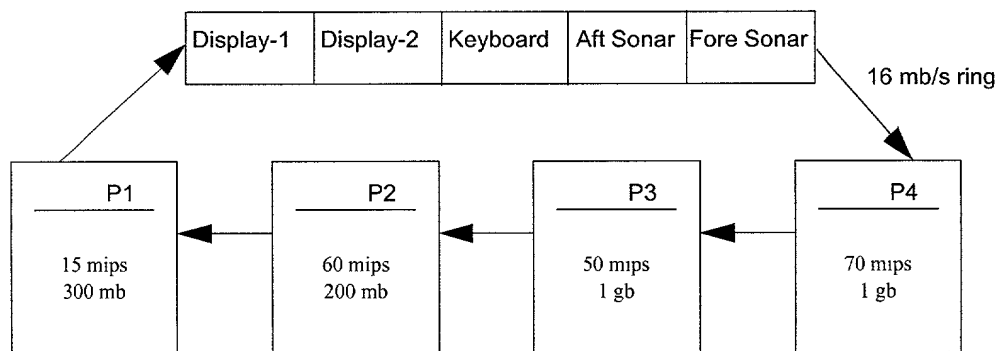 Display-1 Display-2 Keyboard Aft Sonar Fore Sonar
16 mb/s ring
P1 P2 P3 P4
15 mips 60 mips 50 mips 70 mips
300 mb 200 mb 1 gb 1 gb